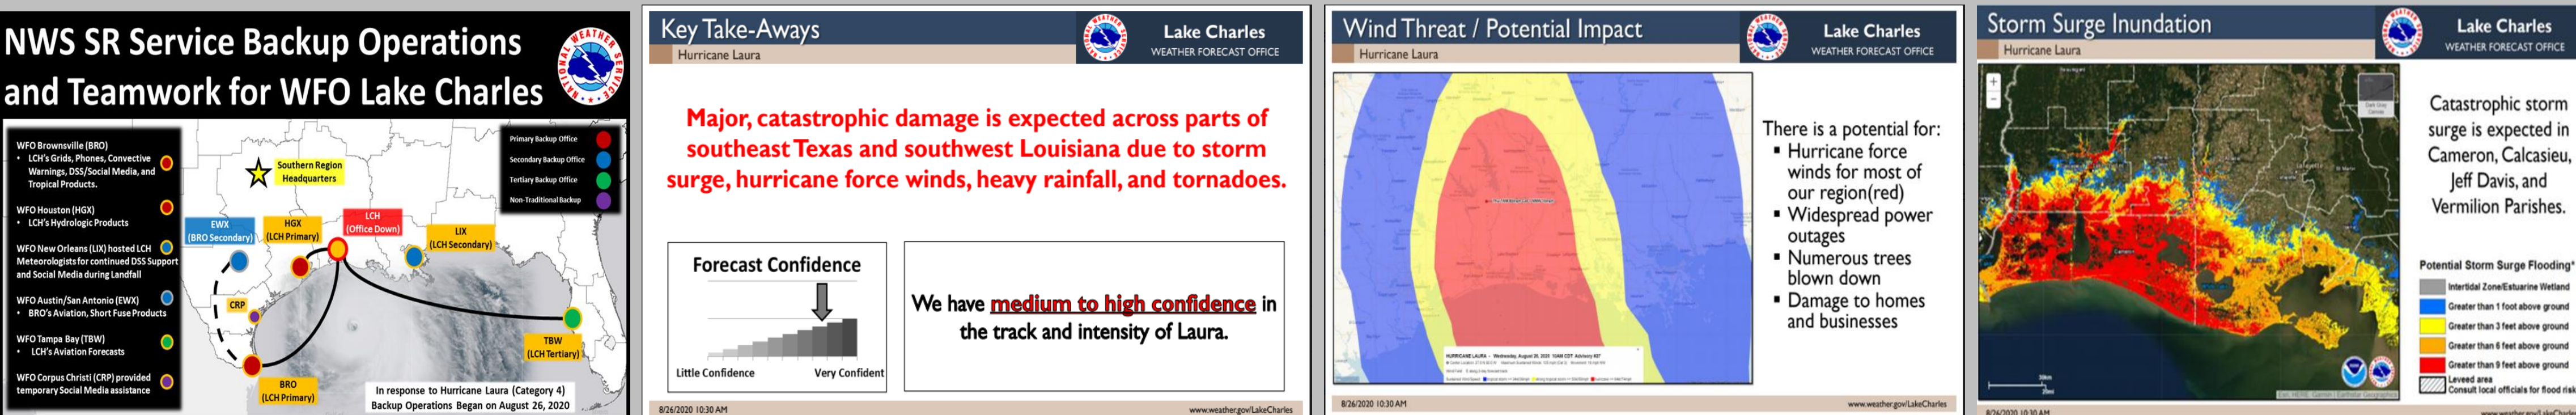 NWS SR Service Backup Operations
and Teamwork for WFO Lake Charles
NATIONAL WEATHER SERVICE
WFO Brownsville (BRO)
• LCH's Grids, Phones, Convective
Warnings, DSS/Social Media, and
Tropical Products.
WFO Houston (HGX)
• LCH's Hydrologic Products
WFO New Orleans (LIX) hosted LCH
Meteorologists for continued DSS Support
and Social Media during Landfall
WFO Austin/San Antonio (EWX)
• BRO's Aviation, Short Fuse Products
WFO Tampa Bay (TBW)
• LCH's Aviation Forecasts
WFO Corpus Christi (CRP) provided
temporary Social Media assistance
Primary Backup Office
Secondary Backup Office
Tertiary Backup Office
Non-Traditional Backup
Southern Region
Headquarters
EWX
(BRO Secondary)
HGX
(LCH Primary)
LCH
(Office Down)
LIX
(LCH Secondary)
CRP
BRO
(LCH Primary)
TBW
(LCH Tertiary)
In response to Hurricane Laura (Category 4)
Backup Operations Began on August 26, 2020
Key Take-Aways
Hurricane Laura
Lake Charles
WEATHER FORECAST OFFICE
Major, catastrophic damage is expected across parts of
southeast Texas and southwest Louisiana due to storm
surge, hurricane force winds, heavy rainfall, and tornadoes.
Forecast Confidence
Little Confidence
Very Confident
We have medium to high confidence in
the track and intensity of Laura.
8/26/2020 10:30 AM
www.weather.gov/LakeCharles
Wind Threat / Potential Impact
Hurricane Laura
Lake Charles
WEATHER FORECAST OFFICE
There is a potential for:
▪ Hurricane force
winds for most of
our region(red)
▪ Widespread power
outages
▪ Numerous trees
blown down
▪ Damage to homes
and businesses
8/26/2020 10:30 AM
www.weather.gov/LakeCharles
Storm Surge Inundation
Hurricane Laura
Lake Charles
WEATHER FORECAST OFFICE
+
−
Dark Gray
Canvas
Cameron
Catastrophic storm
surge is expected in
Cameron, Calcasieu,
Jeff Davis, and
Vermilion Parishes.
Potential Storm Surge Flooding*
Intertidal Zone/Estuarine Wetland
Greater than 1 foot above ground
Greater than 3 feet above ground
Greater than 6 feet above ground
Greater than 9 feet above ground
Leveed area
Consult local officials for flood risk
8/26/2020 10:30 AM